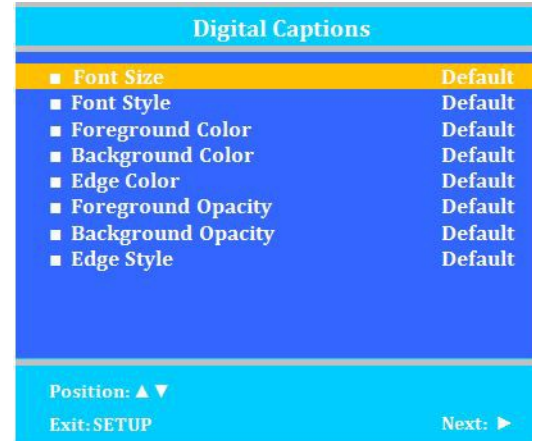 Digital Captions
■ Font Size Default
■ Font Style Default
■ Foreground Color Default
■ Background Color Default
■ Edge Color Default
■ Foreground Opacity Default
■ Background Opacity Default
■ Edge Style Default
Position: ▲ ▼
Exit: SETUP Next: ►